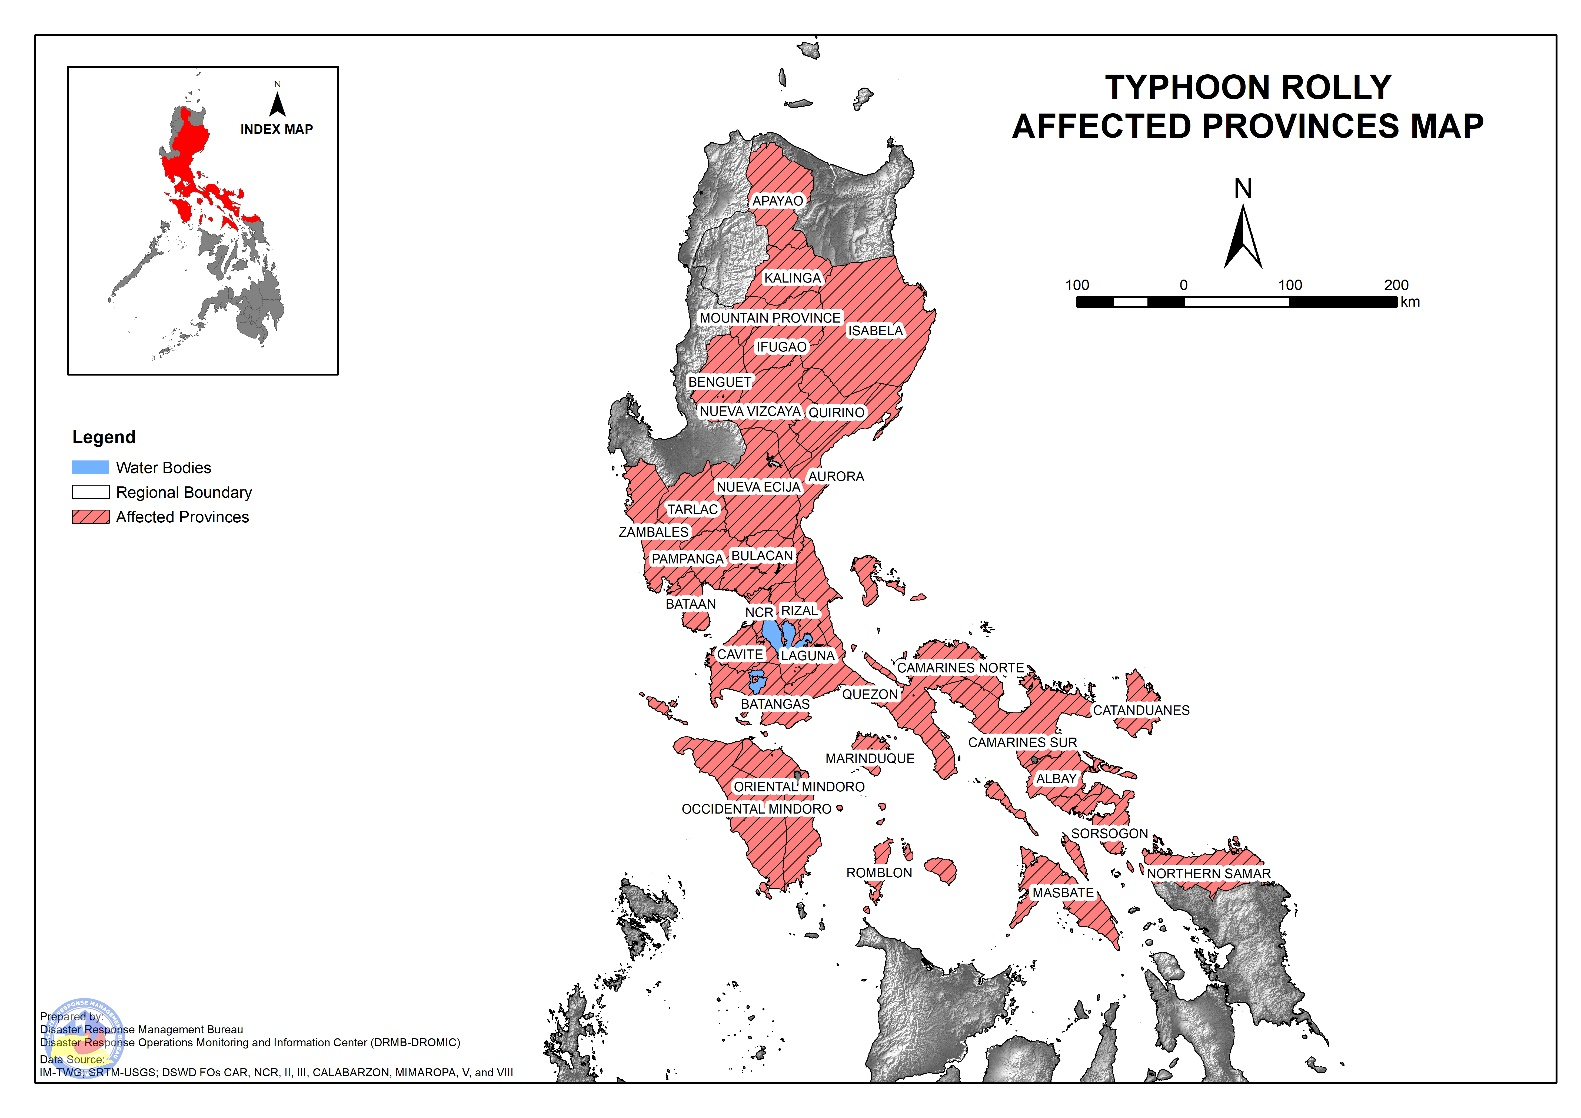 TYPHOON ROLLY
AFFECTED PROVINCES MAP
N
INDEX MAP
N
100 0 100 200
km
Legend
Water Bodies
Regional Boundary
Affected Provinces
APAYAO
KALINGA
MOUNTAIN PROVINCE
ISABELA
IFUGAO
BENGUET
NUEVA VIZCAYA
QUIRINO
AURORA
NUEVA ECIJA
TARLAC
ZAMBALES
PAMPANGA
BULACAN
BATAAN
NCR
RIZAL
CAVITE
LAGUNA
BATANGAS
QUEZON
CAMARINES NORTE
CATANDUANES
CAMARINES SUR
MARINDUQUE
ALBAY
ORIENTAL MINDORO
OCCIDENTAL MINDORO
SORSOGON
ROMBLON
MASBATE
NORTHERN SAMAR
Prepared by:
Disaster Response Management Bureau
Disaster Response Operations Monitoring and Information Center (DRMB-DROMIC)
Data Source:
IM-TWG; SRTM-USGS; DSWD FOs CAR, NCR, II, III, CALABARZON, MIMAROPA, V, and VIII